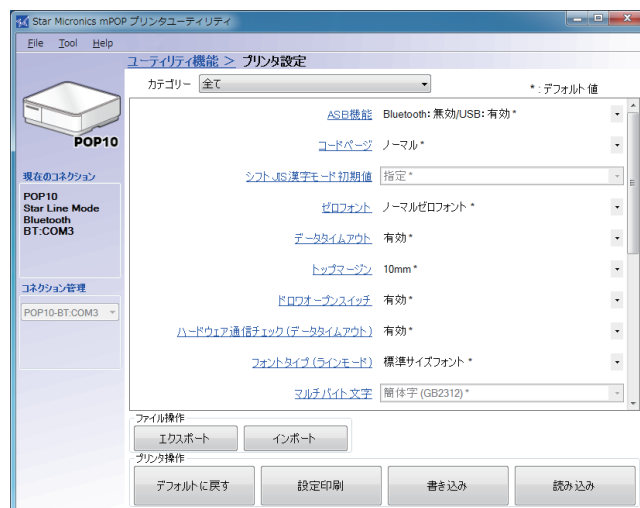 Star Micronics mPOP プリンタユーティリティ
File Tool Help
ユーティリティ機能 > プリンタ設定
カテゴリー 全て
* : デフォルト値
POP10
現在のコネクション
POP10
Star Line Mode
Bluetooth
BT:COM3
コネクション管理
POP10-BT:COM3
ASB機能 Bluetooth: 無効/USB: 有効 *
コードページ ノーマル *
シフトJIS漢字モード初期値 指定 *
ゼロフォント ノーマルゼロフォント *
データタイムアウト 有効 *
トップマージン 10mm *
ドロワオープンスイッチ 有効 *
ハードウェア通信チェック(データタイムアウト) 有効 *
フォントタイプ(ラインモード) 標準サイズフォント *
マルチバイト文字 簡体字 (GB2312) *
ファイル操作
エクスポート インポート
プリンタ操作
デフォルトに戻す 設定印刷 書き込み 読み込み